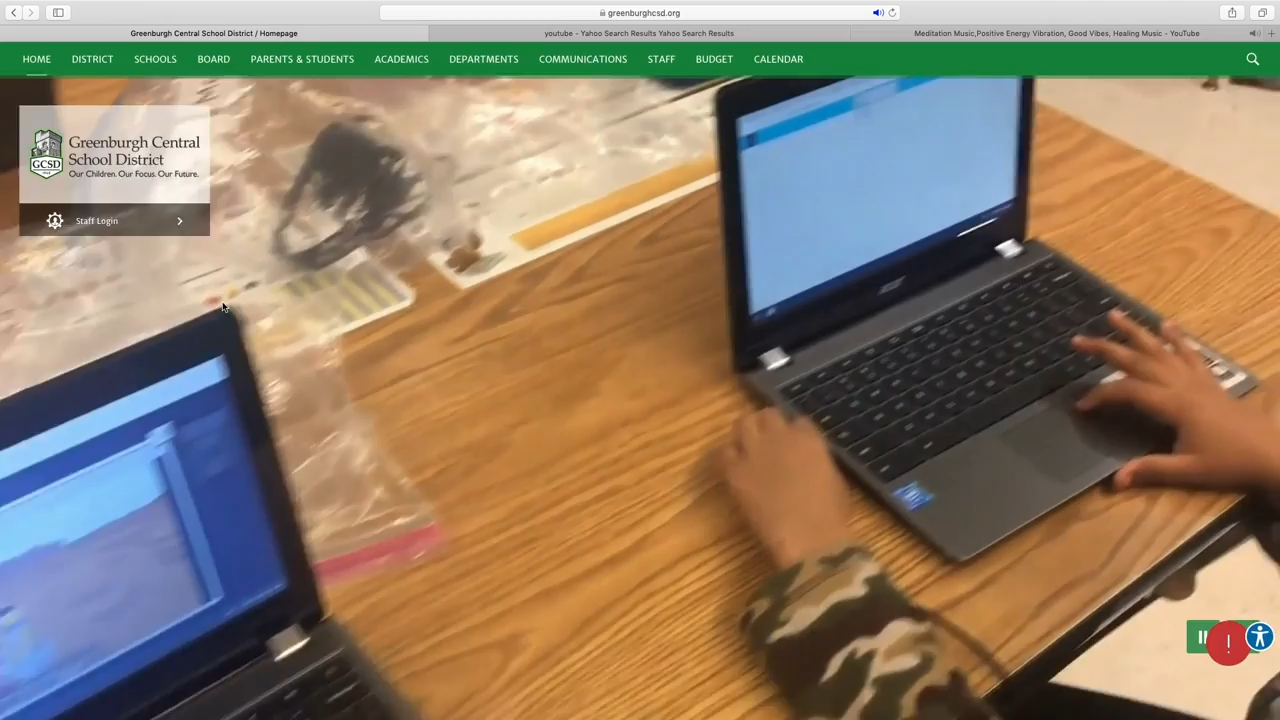 greenburghcsd.org
Greenburgh Central School District / Homepage
youtube - Yahoo Search Results Yahoo Search Results
Meditation Music,Positive Energy Vibration, Good Vibes, Healing Music - YouTube
HOME DISTRICT SCHOOLS BOARD PARENTS & STUDENTS ACADEMICS DEPARTMENTS COMMUNICATIONS STAFF BUDGET CALENDAR
GCSD
Greenburgh Central
School District
Our Children. Our Focus. Our Future.
Staff Login